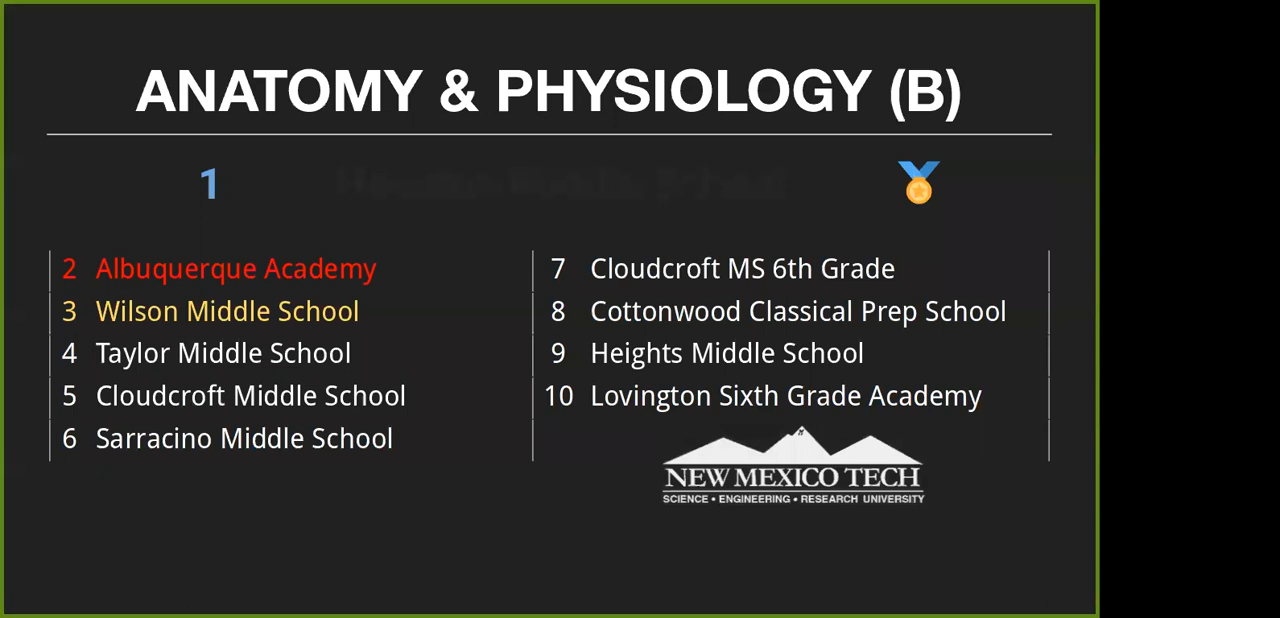 ANATOMY & PHYSIOLOGY (B)
1
2 Albuquerque Academy
3 Wilson Middle School
4 Taylor Middle School
5 Cloudcroft Middle School
6 Sarracino Middle School
7 Cloudcroft MS 6th Grade
8 Cottonwood Classical Prep School
9 Heights Middle School
10 Lovington Sixth Grade Academy
NEW MEXICO TECH
SCIENCE • ENGINEERING • RESEARCH UNIVERSITY